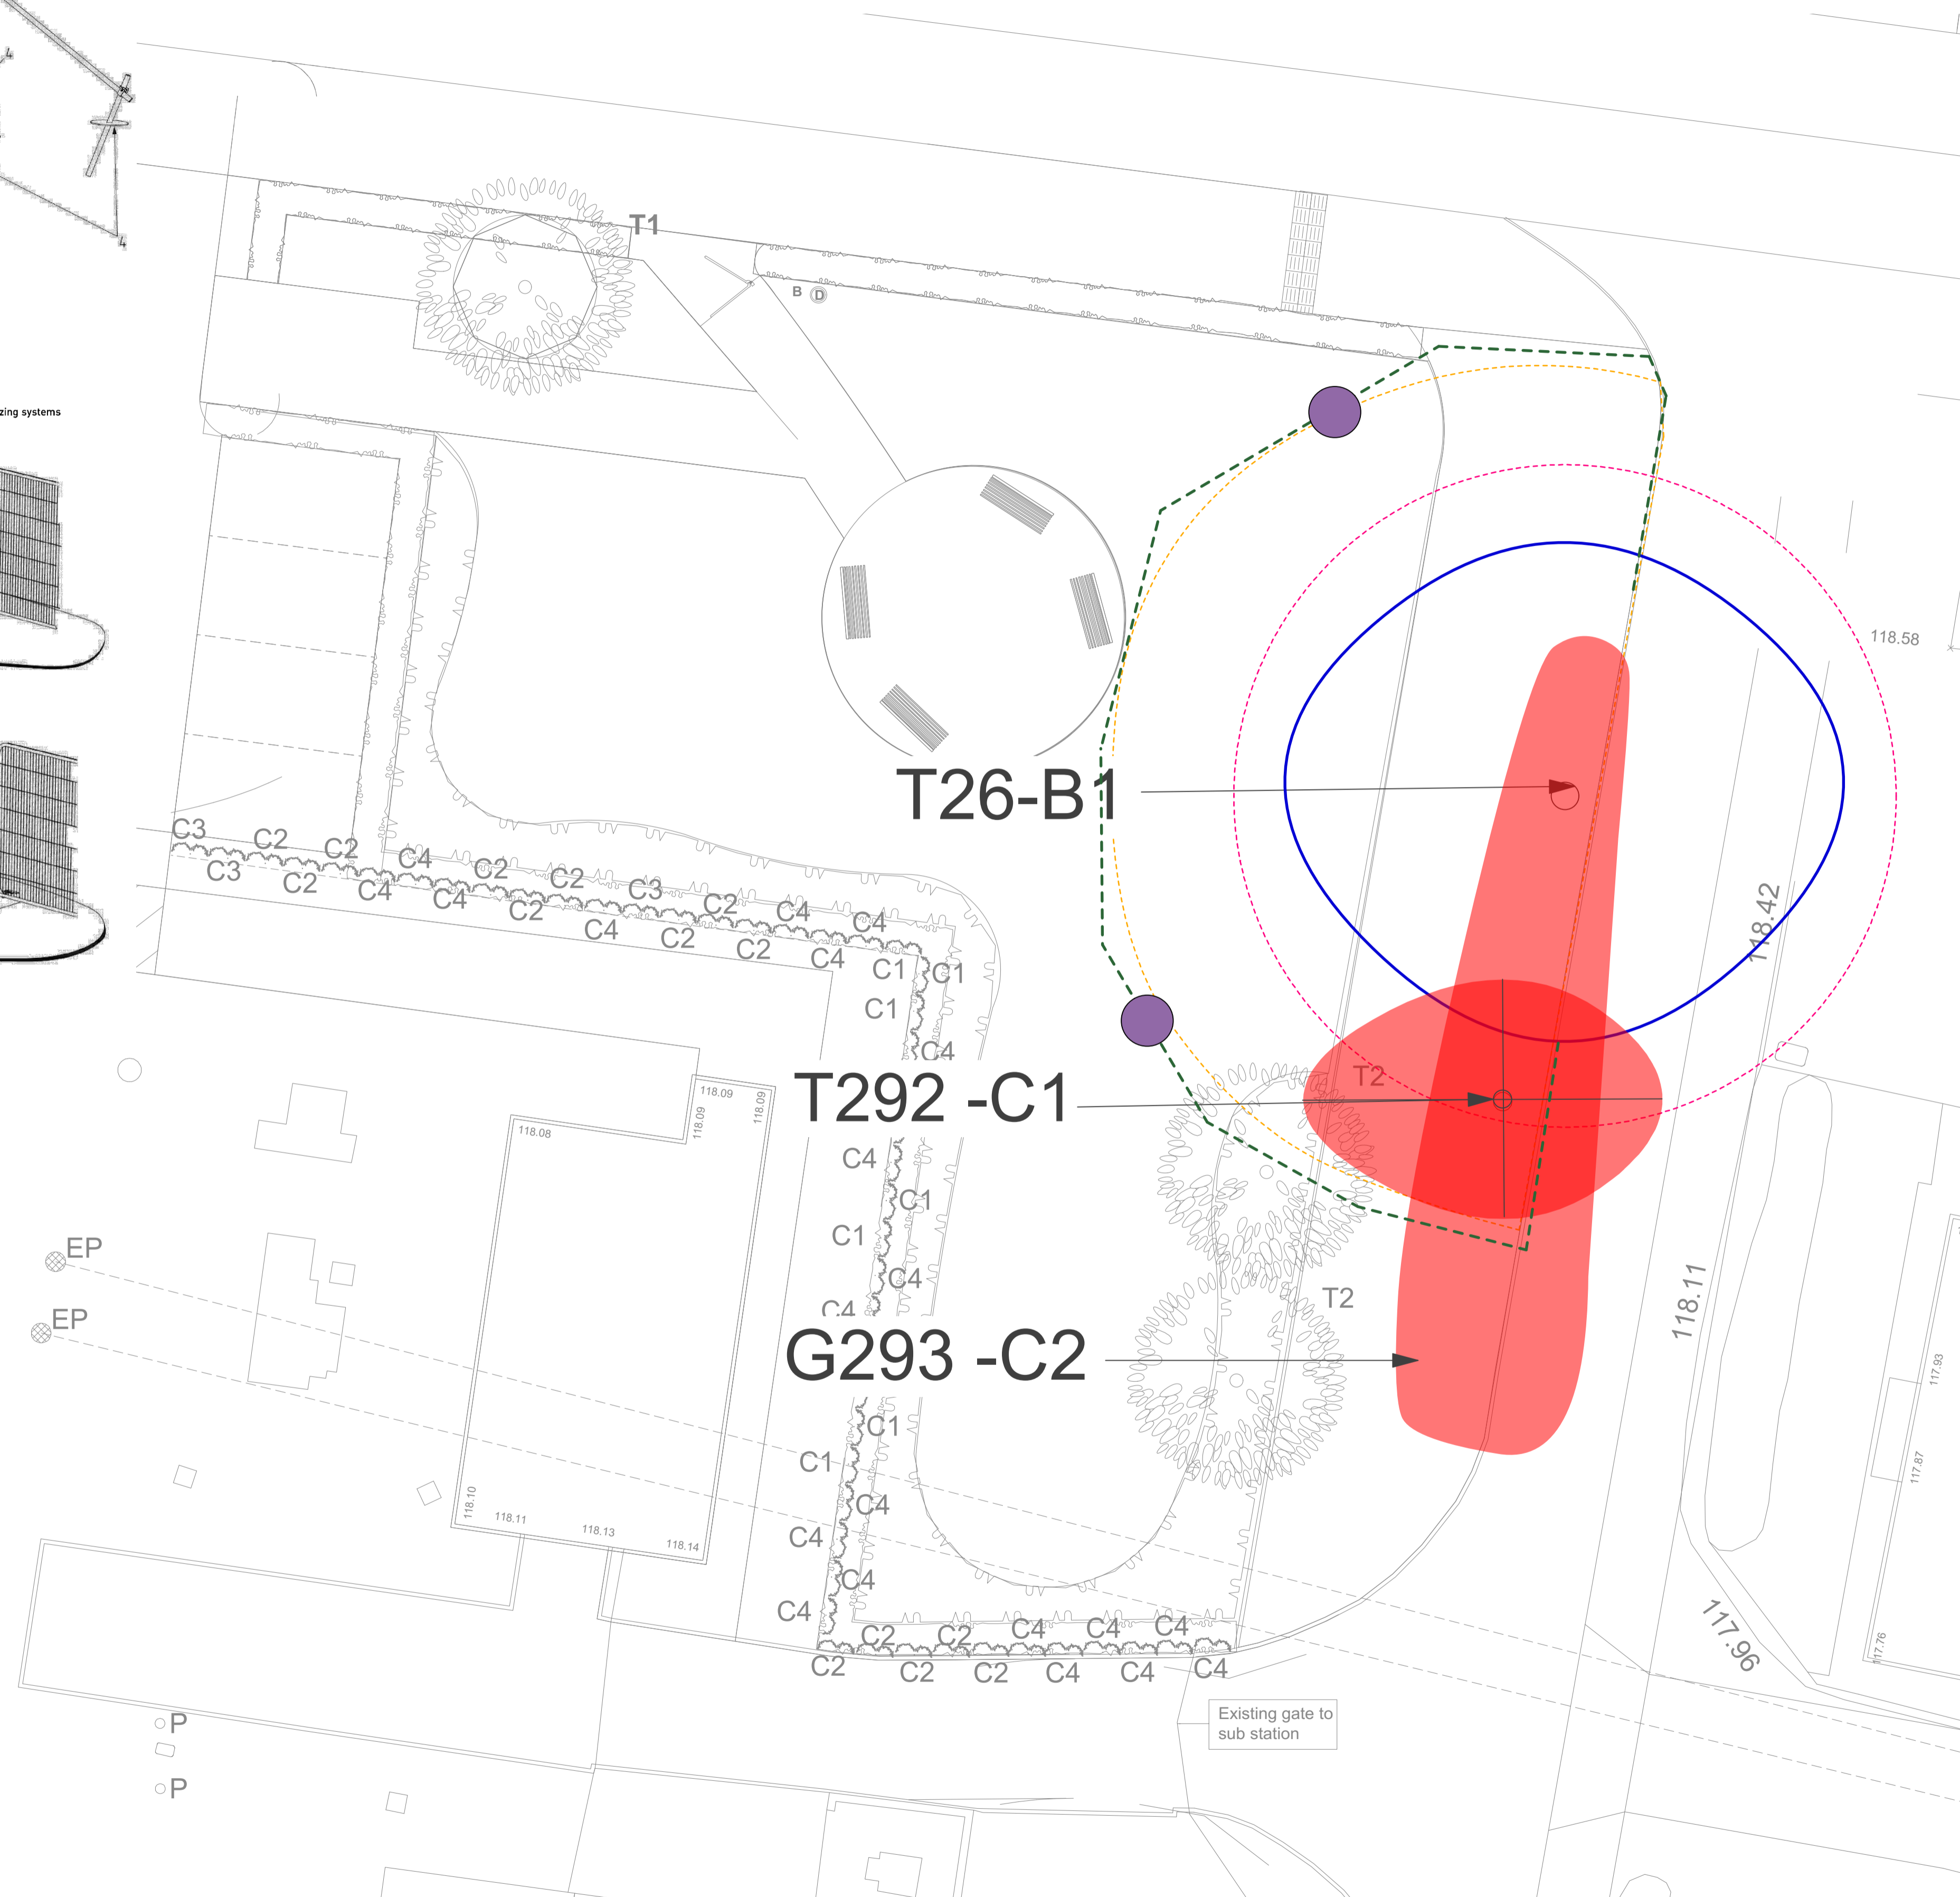 4
4
zing systems
T1
B D
118.58
T26-B1
118.42
C3 C2 C2 C4 C2 C2 C3 C2 C4 C4
C3 C2 C4 C4 C2 C4 C2 C2 C4 C1
C1
C1
C4
T2
T292 -C1
118.09
118.09
118.09
118.08
C4
C1
C1
C4
C4
EP
EP
T2
118.11
G293 -C2
117.93
C1
C1
C4
C4
C4
C4
118.10
118.11
118.13
118.14
117.87
C2 C2 C4 C4 C4
C2 C2 C2 C4 C4 C4
117.96
117.76
Existing gate to
sub station
P
P